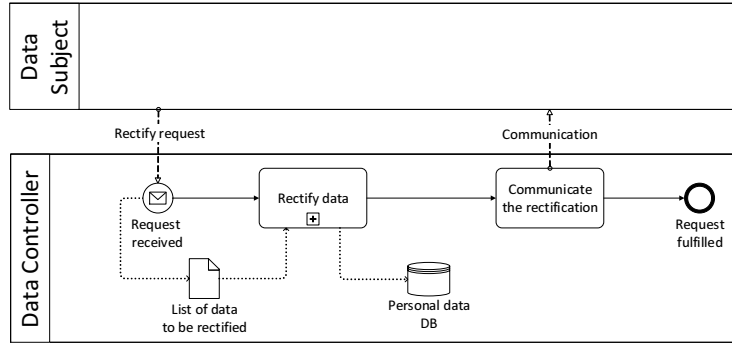 Data
Subject
Rectify request
Communication
Data Controller
Request
received
Rectify data
Communicate
the rectification
Request
fulfilled
List of data
to be rectified
Personal data
DB